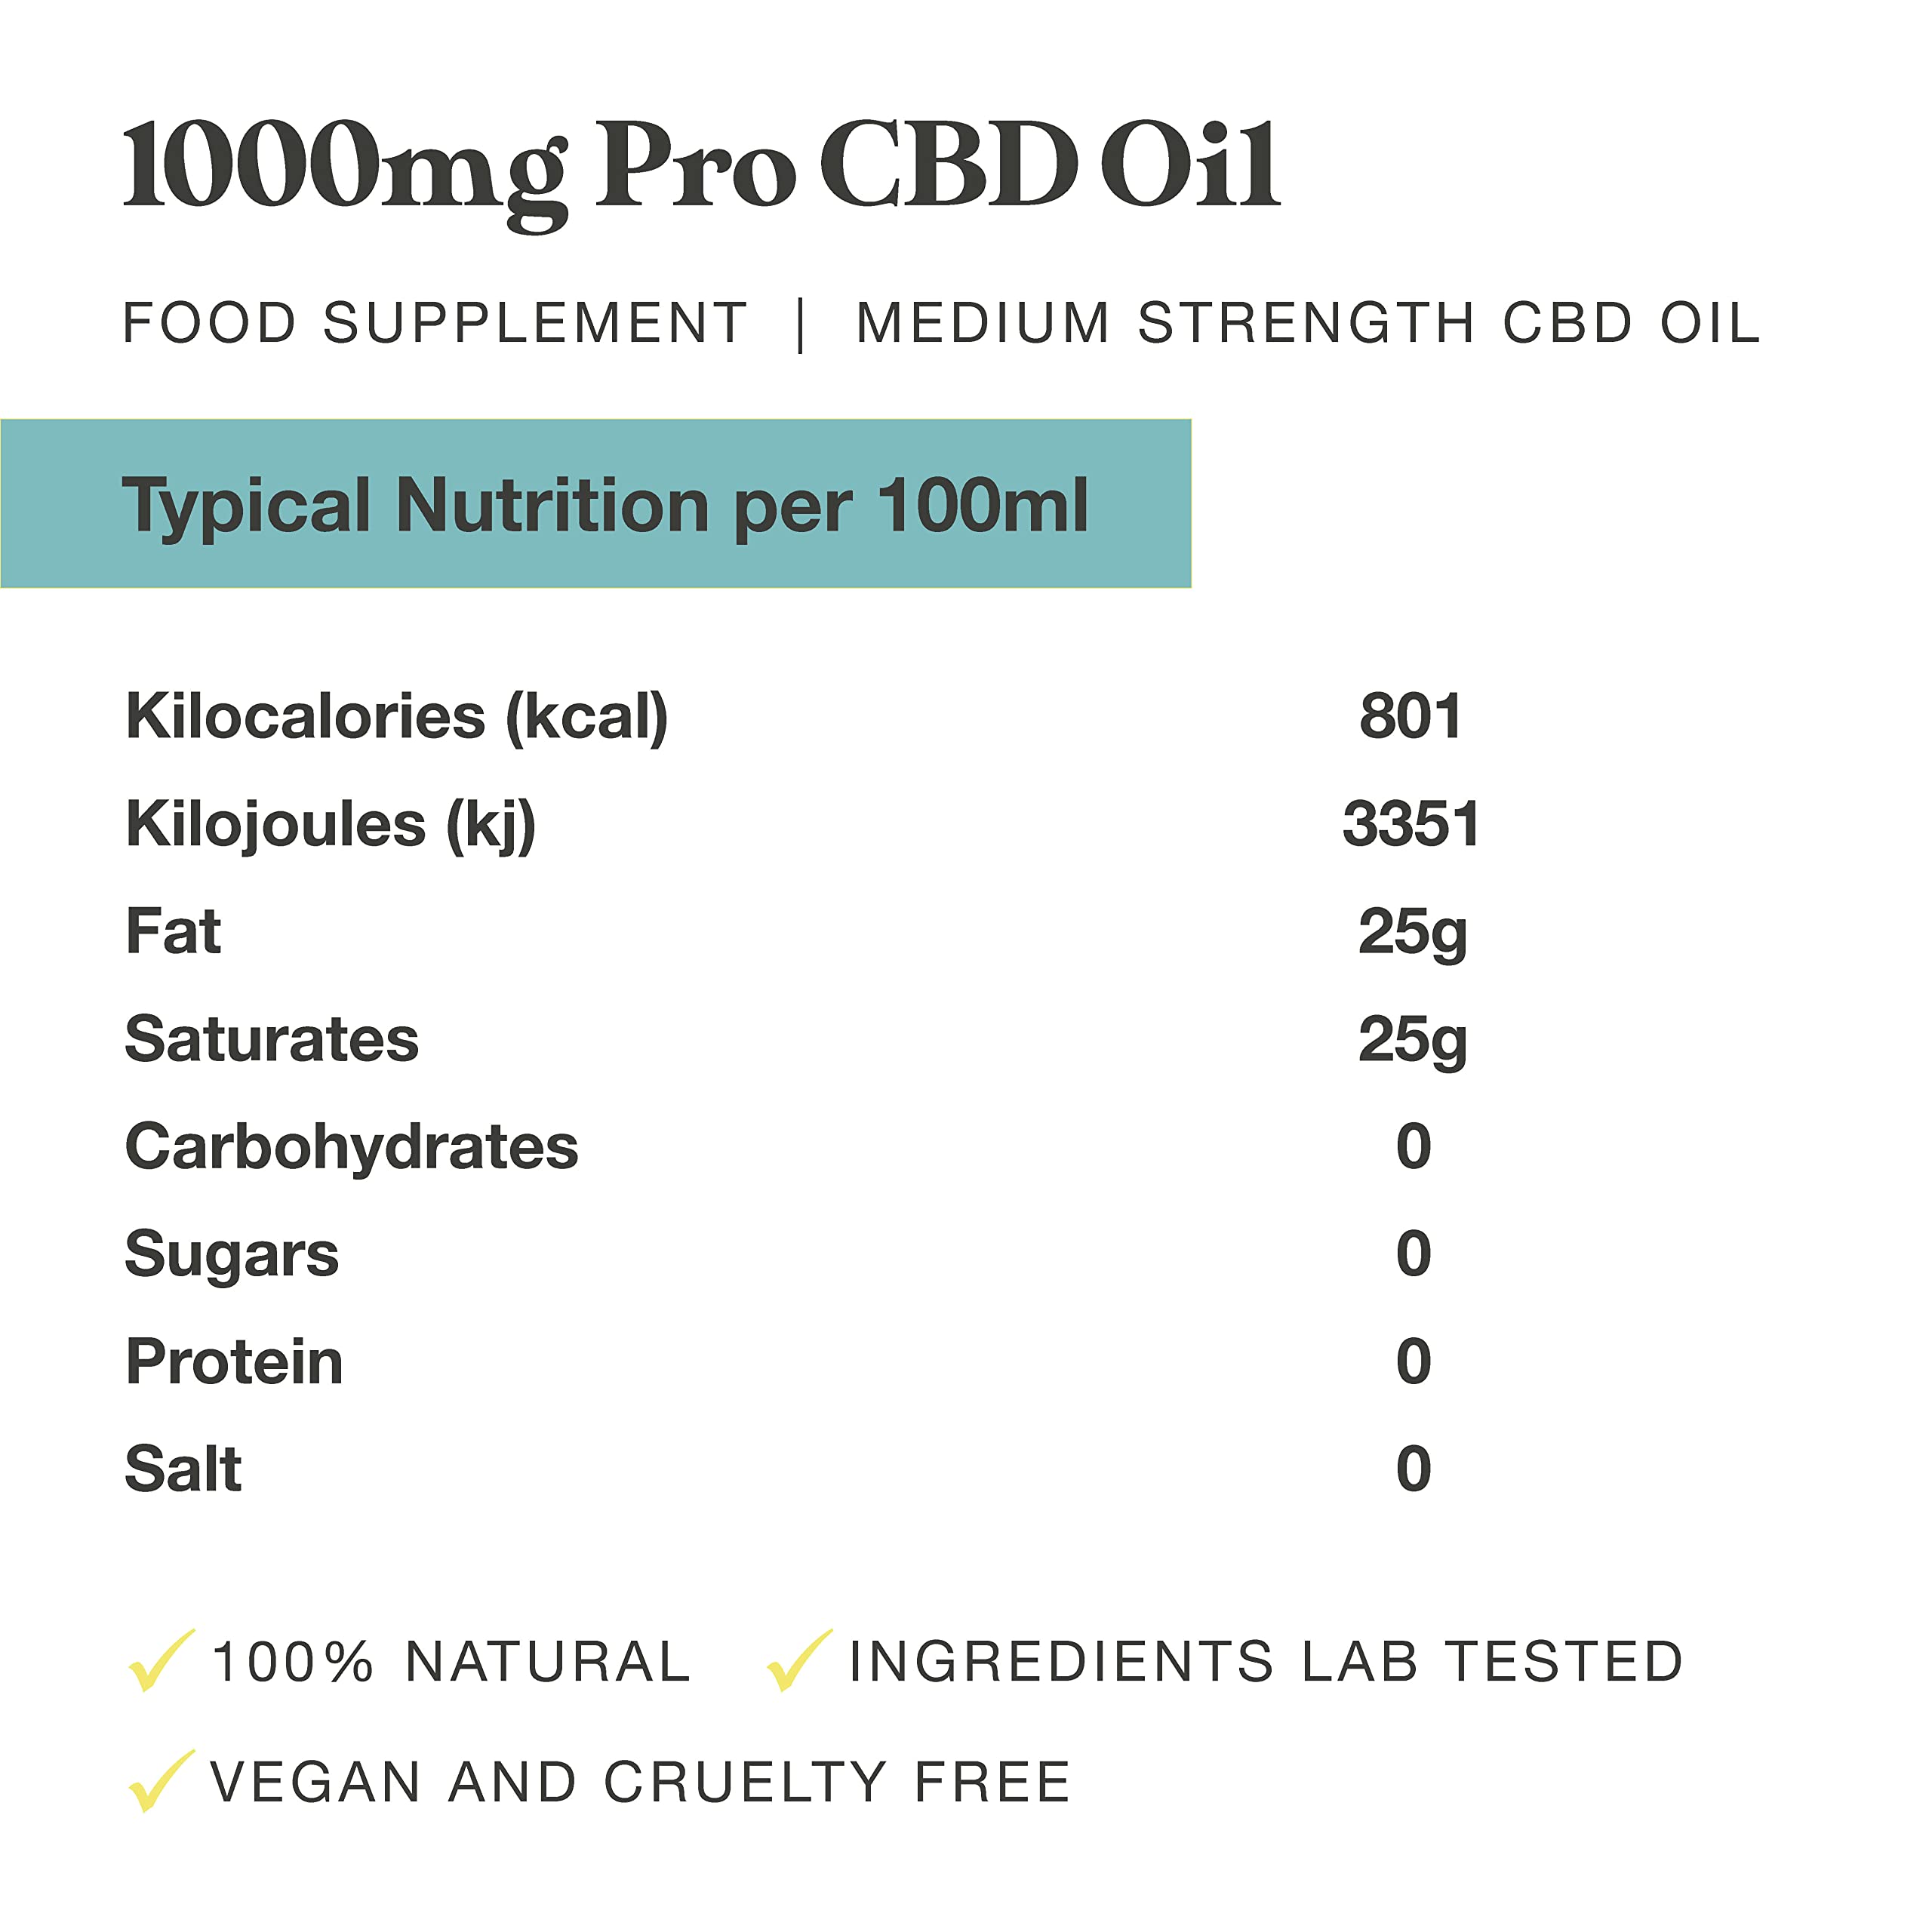 1000mg Pro CBD Oil
FOOD SUPPLEMENT | MEDIUM STRENGTH CBD OIL
Typical Nutrition per 100ml
Kilocalories (kcal) 801
Kilojoules (kj) 3351
Fat 25g
Saturates 25g
Carbohydrates 0
Sugars 0
Protein 0
Salt 0
100% NATURAL INGREDIENTS LAB TESTED
VEGAN AND CRUELTY FREE